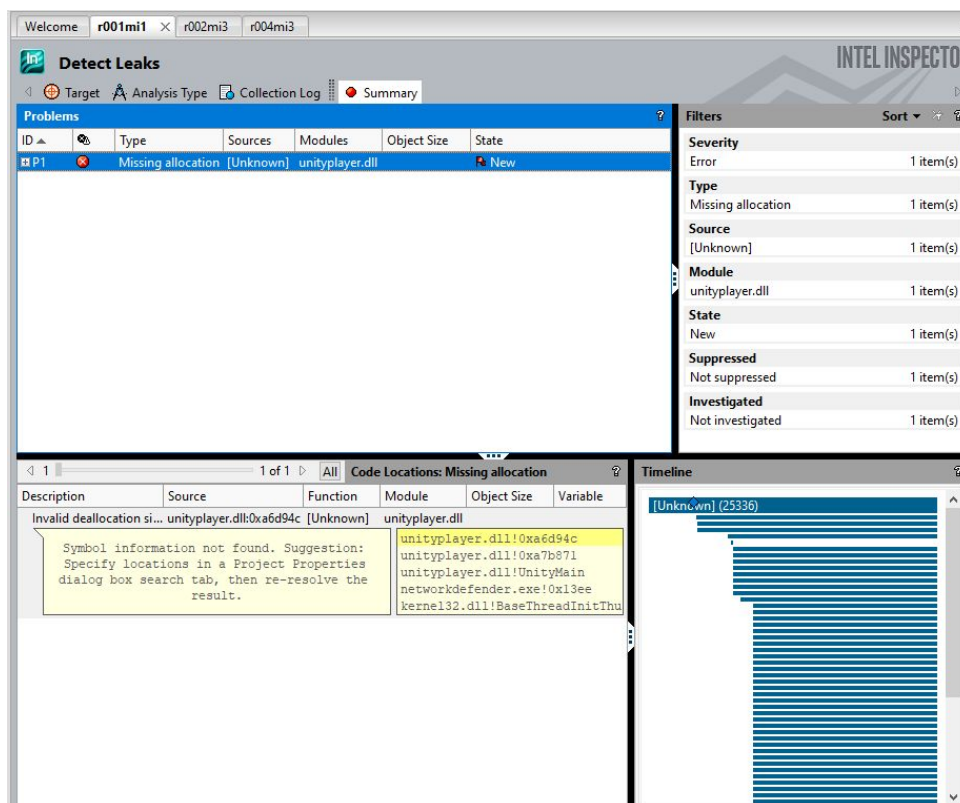 Welcome r001mi1 r002mi3 r004mi3
Detect Leaks
INTEL INSPECTO
Target Analysis Type Collection Log Summary
Problems
ID Type Sources Modules Object Size State
P1 Missing allocation [Unknown] unityplayer.dll New
Filters Sort
Severity
Error 1 item(s)
Type
Missing allocation 1 item(s)
Source
[Unknown] 1 item(s)
Module
unityplayer.dll 1 item(s)
State
New 1 item(s)
Suppressed
Not suppressed 1 item(s)
Investigated
Not investigated 1 item(s)
1 1 of 1 All Code Locations: Missing allocation
Description Source Function Module Object Size Variable
Invalid deallocation si... unityplayer.dll:0xa6d94c [Unknown] unityplayer.dll
Symbol information not found. Suggestion:
Specify locations in a Project Properties
dialog box search tab, then re-resolve the
result.
unityplayer.dll!0xa6d94c
unityplayer.dll!0xa7b871
unityplayer.dll!UnityMain
networkdefender.exe!0x13ee
kernel32.dll!BaseThreadInitThu
Timeline
[Unknown] (25336)